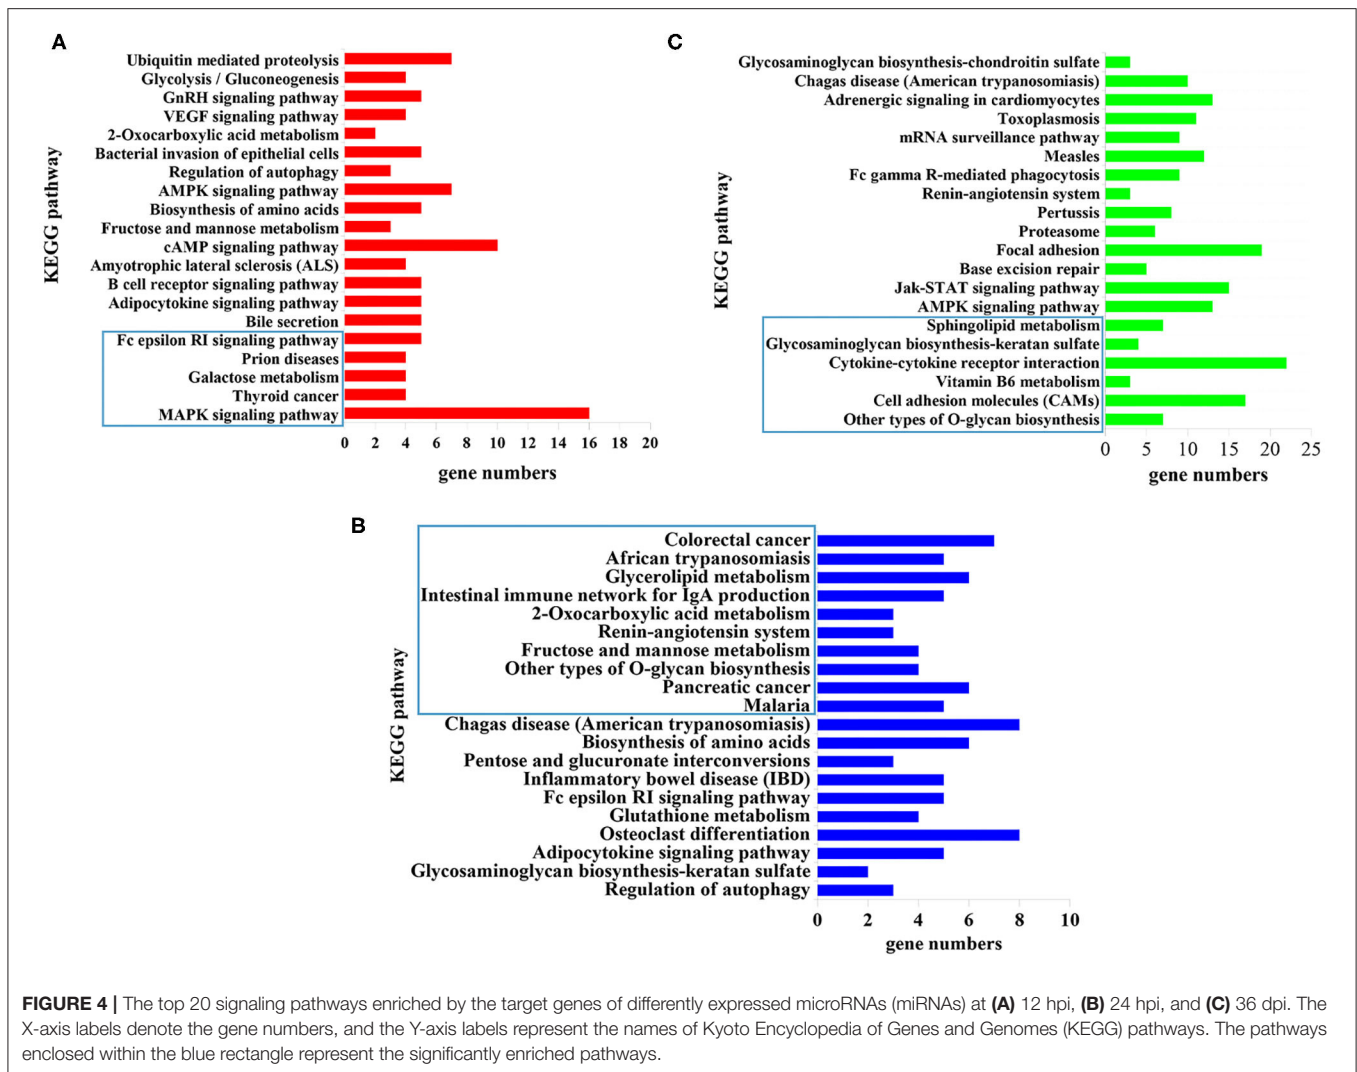 A
KEGG pathway
Ubiquitin mediated proteolysis
Glycolysis / Gluconeogenesis
GnRH signaling pathway
VEGF signaling pathway
2-Oxocarboxylic acid metabolism
Bacterial invasion of epithelial cells
Regulation of autophagy
AMPK signaling pathway
Biosynthesis of amino acids
Fructose and mannose metabolism
cAMP signaling pathway
Amyotrophic lateral sclerosis (ALS)
B cell receptor signaling pathway
Adipocytokine signaling pathway
Bile secretion
Fc epsilon RI signaling pathway
Prion diseases
Galactose metabolism
Thyroid cancer
MAPK signaling pathway
0 2 4 6 8 10 12 14 16 18 20
gene numbers
C
KEGG pathway
Glycosaminoglycan biosynthesis-chondroitin sulfate
Chagas disease (American trypanosomiasis)
Adrenergic signaling in cardiomyocytes
Toxoplasmosis
mRNA surveillance pathway
Measles
Fc gamma R-mediated phagocytosis
Renin-angiotensin system
Pertussis
Proteasome
Focal adhesion
Base excision repair
Jak-STAT signaling pathway
AMPK signaling pathway
Sphingolipid metabolism
Glycosaminoglycan biosynthesis-keratan sulfate
Cytokine-cytokine receptor interaction
Vitamin B6 metabolism
Cell adhesion molecules (CAMs)
Other types of O-glycan biosynthesis
0 5 10 15 20 25
gene numbers
B
KEGG pathway
Colorectal cancer
African trypanosomiasis
Glycerolipid metabolism
Intestinal immune network for IgA production
2-Oxocarboxylic acid metabolism
Renin-angiotensin system
Fructose and mannose metabolism
Other types of O-glycan biosynthesis
Pancreatic cancer
Malaria
Chagas disease (American trypanosomiasis)
Biosynthesis of amino acids
Pentose and glucuronate interconversions
Inflammatory bowel disease (IBD)
Fc epsilon RI signaling pathway
Glutathione metabolism
Osteoclast differentiation
Adipocytokine signaling pathway
Glycosaminoglycan biosynthesis-keratan sulfate
Regulation of autophagy
0 2 4 6 8 10
gene numbers
FIGURE 4 | The top 20 signaling pathways enriched by the target genes of differently expressed microRNAs (miRNAs) at (A) 12 hpi, (B) 24 hpi, and (C) 36 dpi. The
X-axis labels denote the gene numbers, and the Y-axis labels represent the names of Kyoto Encyclopedia of Genes and Genomes (KEGG) pathways. The pathways
enclosed within the blue rectangle represent the significantly enriched pathways.